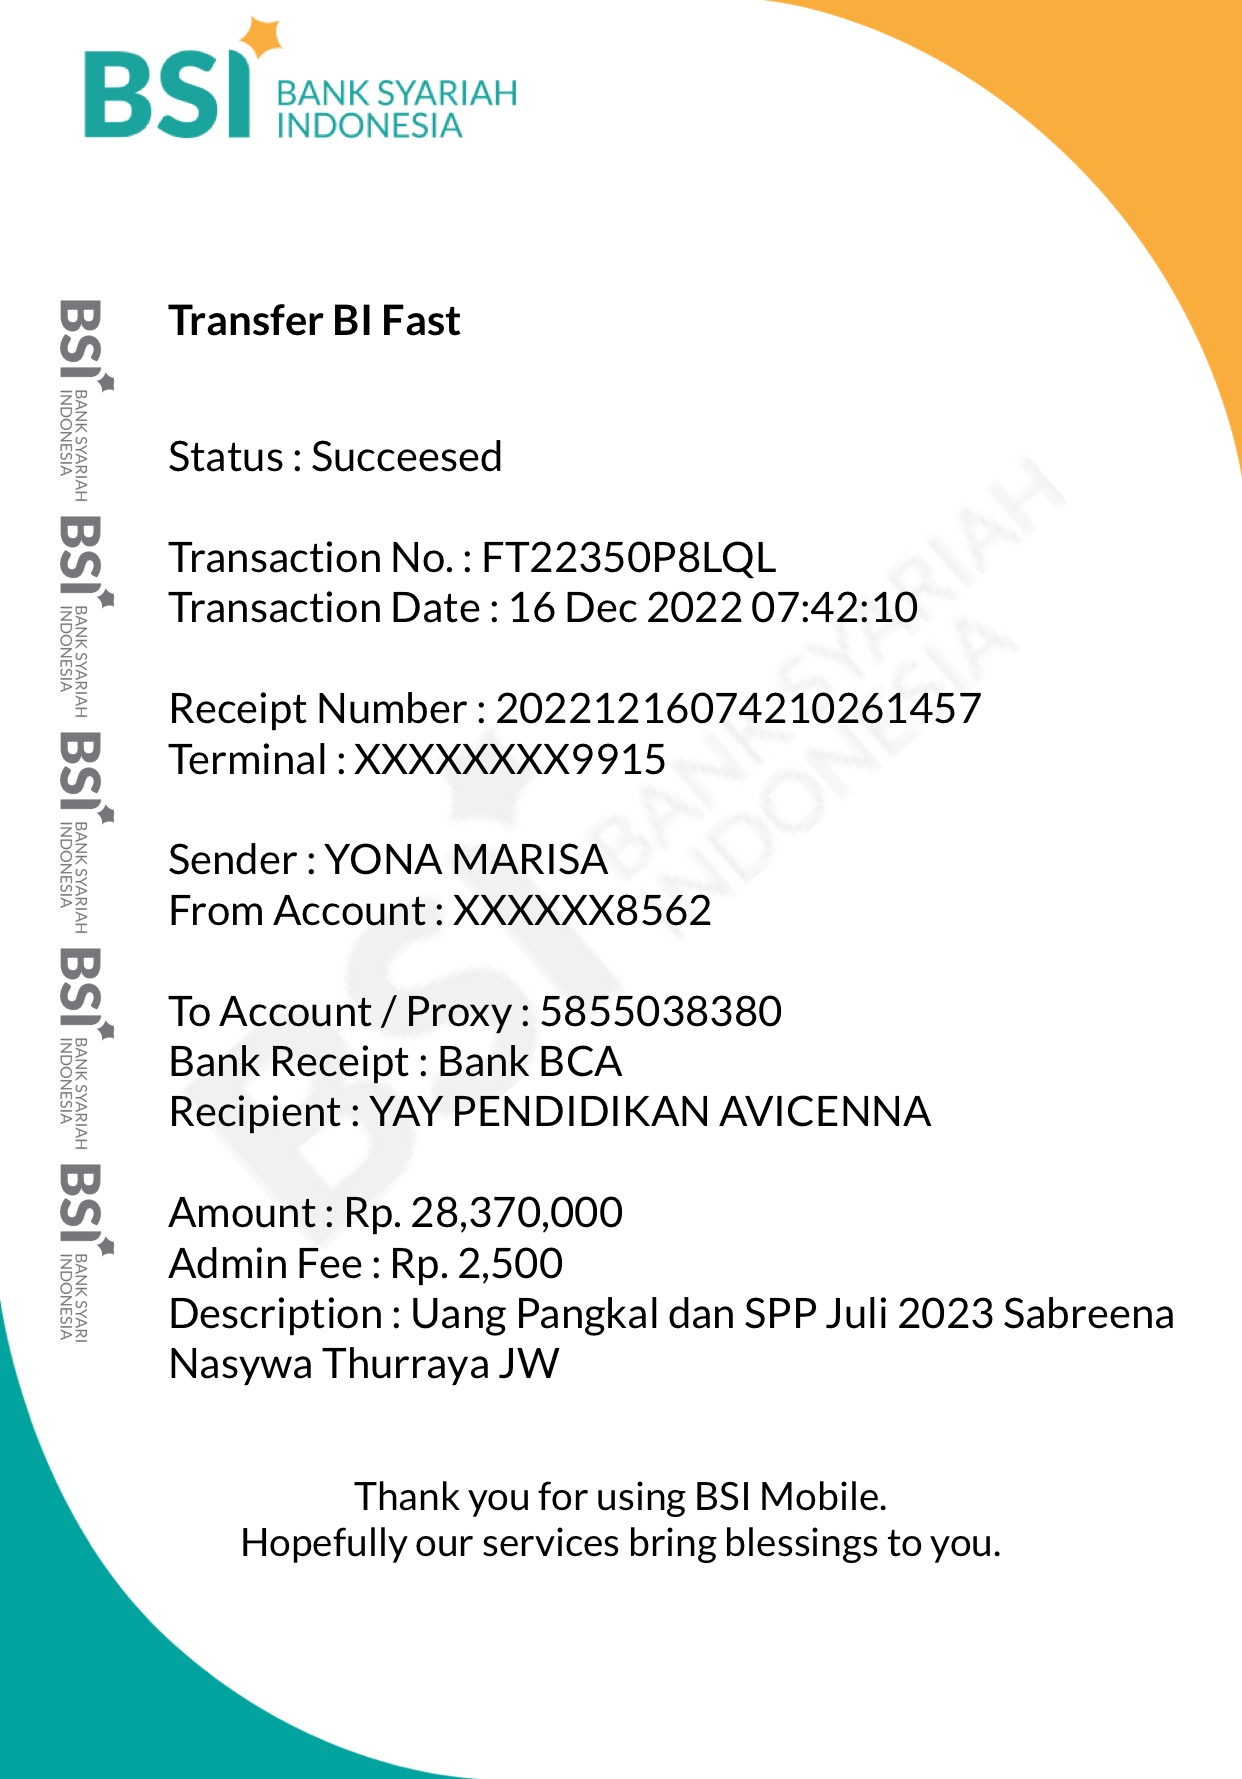 BSI BANK SYARIAH
INDONESIA
Transfer BI Fast
Status : Succeesed
Transaction No. : FT22350P8LQL
Transaction Date : 16 Dec 2022 07:42:10
Receipt Number : 20221216074210261457
Terminal : XXXXXXXX9915
Sender : YONA MARISA
From Account : XXXXXX8562
To Account / Proxy : 5855038380
Bank Receipt : Bank BCA
Recipient : YAY PENDIDIKAN AVICENNA
Amount : Rp. 28,370,000
Admin Fee : Rp. 2,500
Description : Uang Pangkal dan SPP Juli 2023 Sabreena
Nasywa Thurraya JW
Thank you for using BSI Mobile.
Hopefully our services bring blessings to you.
BSI BANK SYARIAH
INDONESIA
BSI BANK SYARIAH
INDONESIA
BSI BANK SYARIAH
INDONESIA
BSI BANK SYARIAH
INDONESIA
BSI BANK SYARI
INDONESIA
BSI BANK SYARIAH
INDONESIA